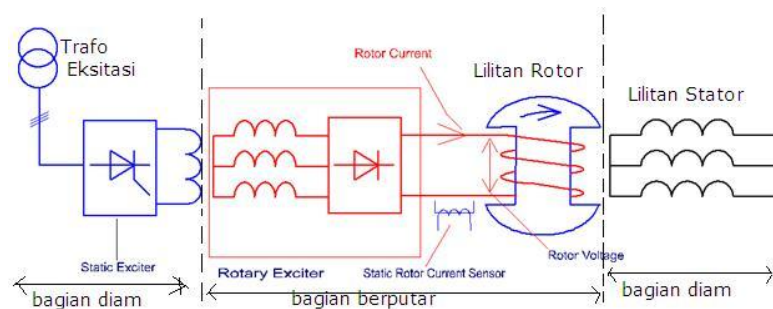 Trafo
Eksitasi
Rotor Current
Lilitan Rotor
Lilitan Stator
Static Exciter
Rotary Exciter
Static Rotor Current Sensor
Rotor Voltage
bagian diam
bagian berputar
bagian diam